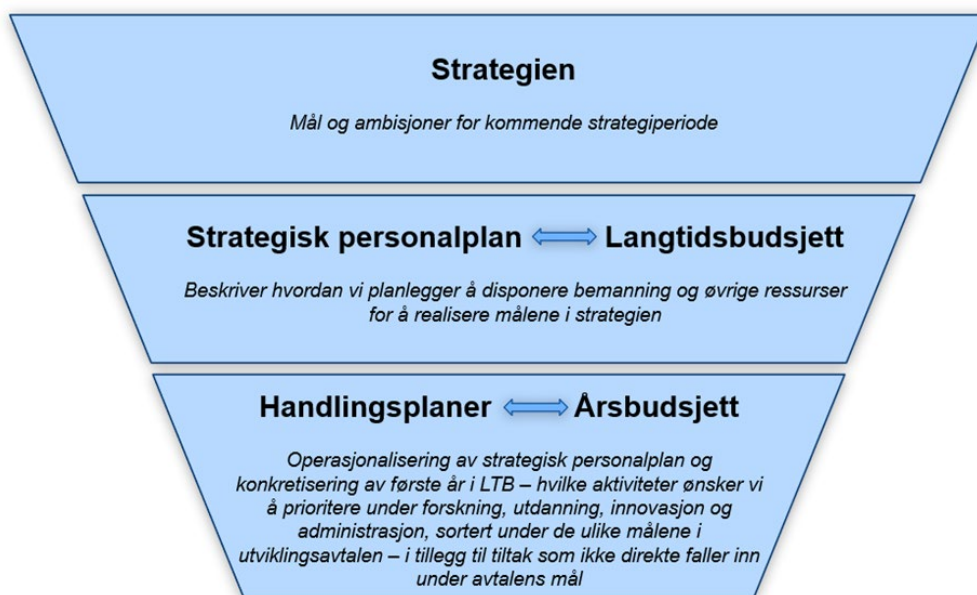 Strategien
Mål og ambisjoner for kommende strategiperiode
Strategisk personalplan Langtidsbudsjett
Beskriver hvordan vi planlegger å disponere bemanning og øvrige ressurser
for å realisere målene i strategien
Handlingsplaner Årsbudsjett
Operasjonalisering av strategisk personalplan og
konkretisering av første år i LTB – hvilke aktiviteter ønsker vi
å prioritere under forskning, utdanning, innovasjon og
administrasjon, sortert under de ulike målene i
utviklingsavtalen – i tillegg til tiltak som ikke direkte faller inn
under avtalens mål